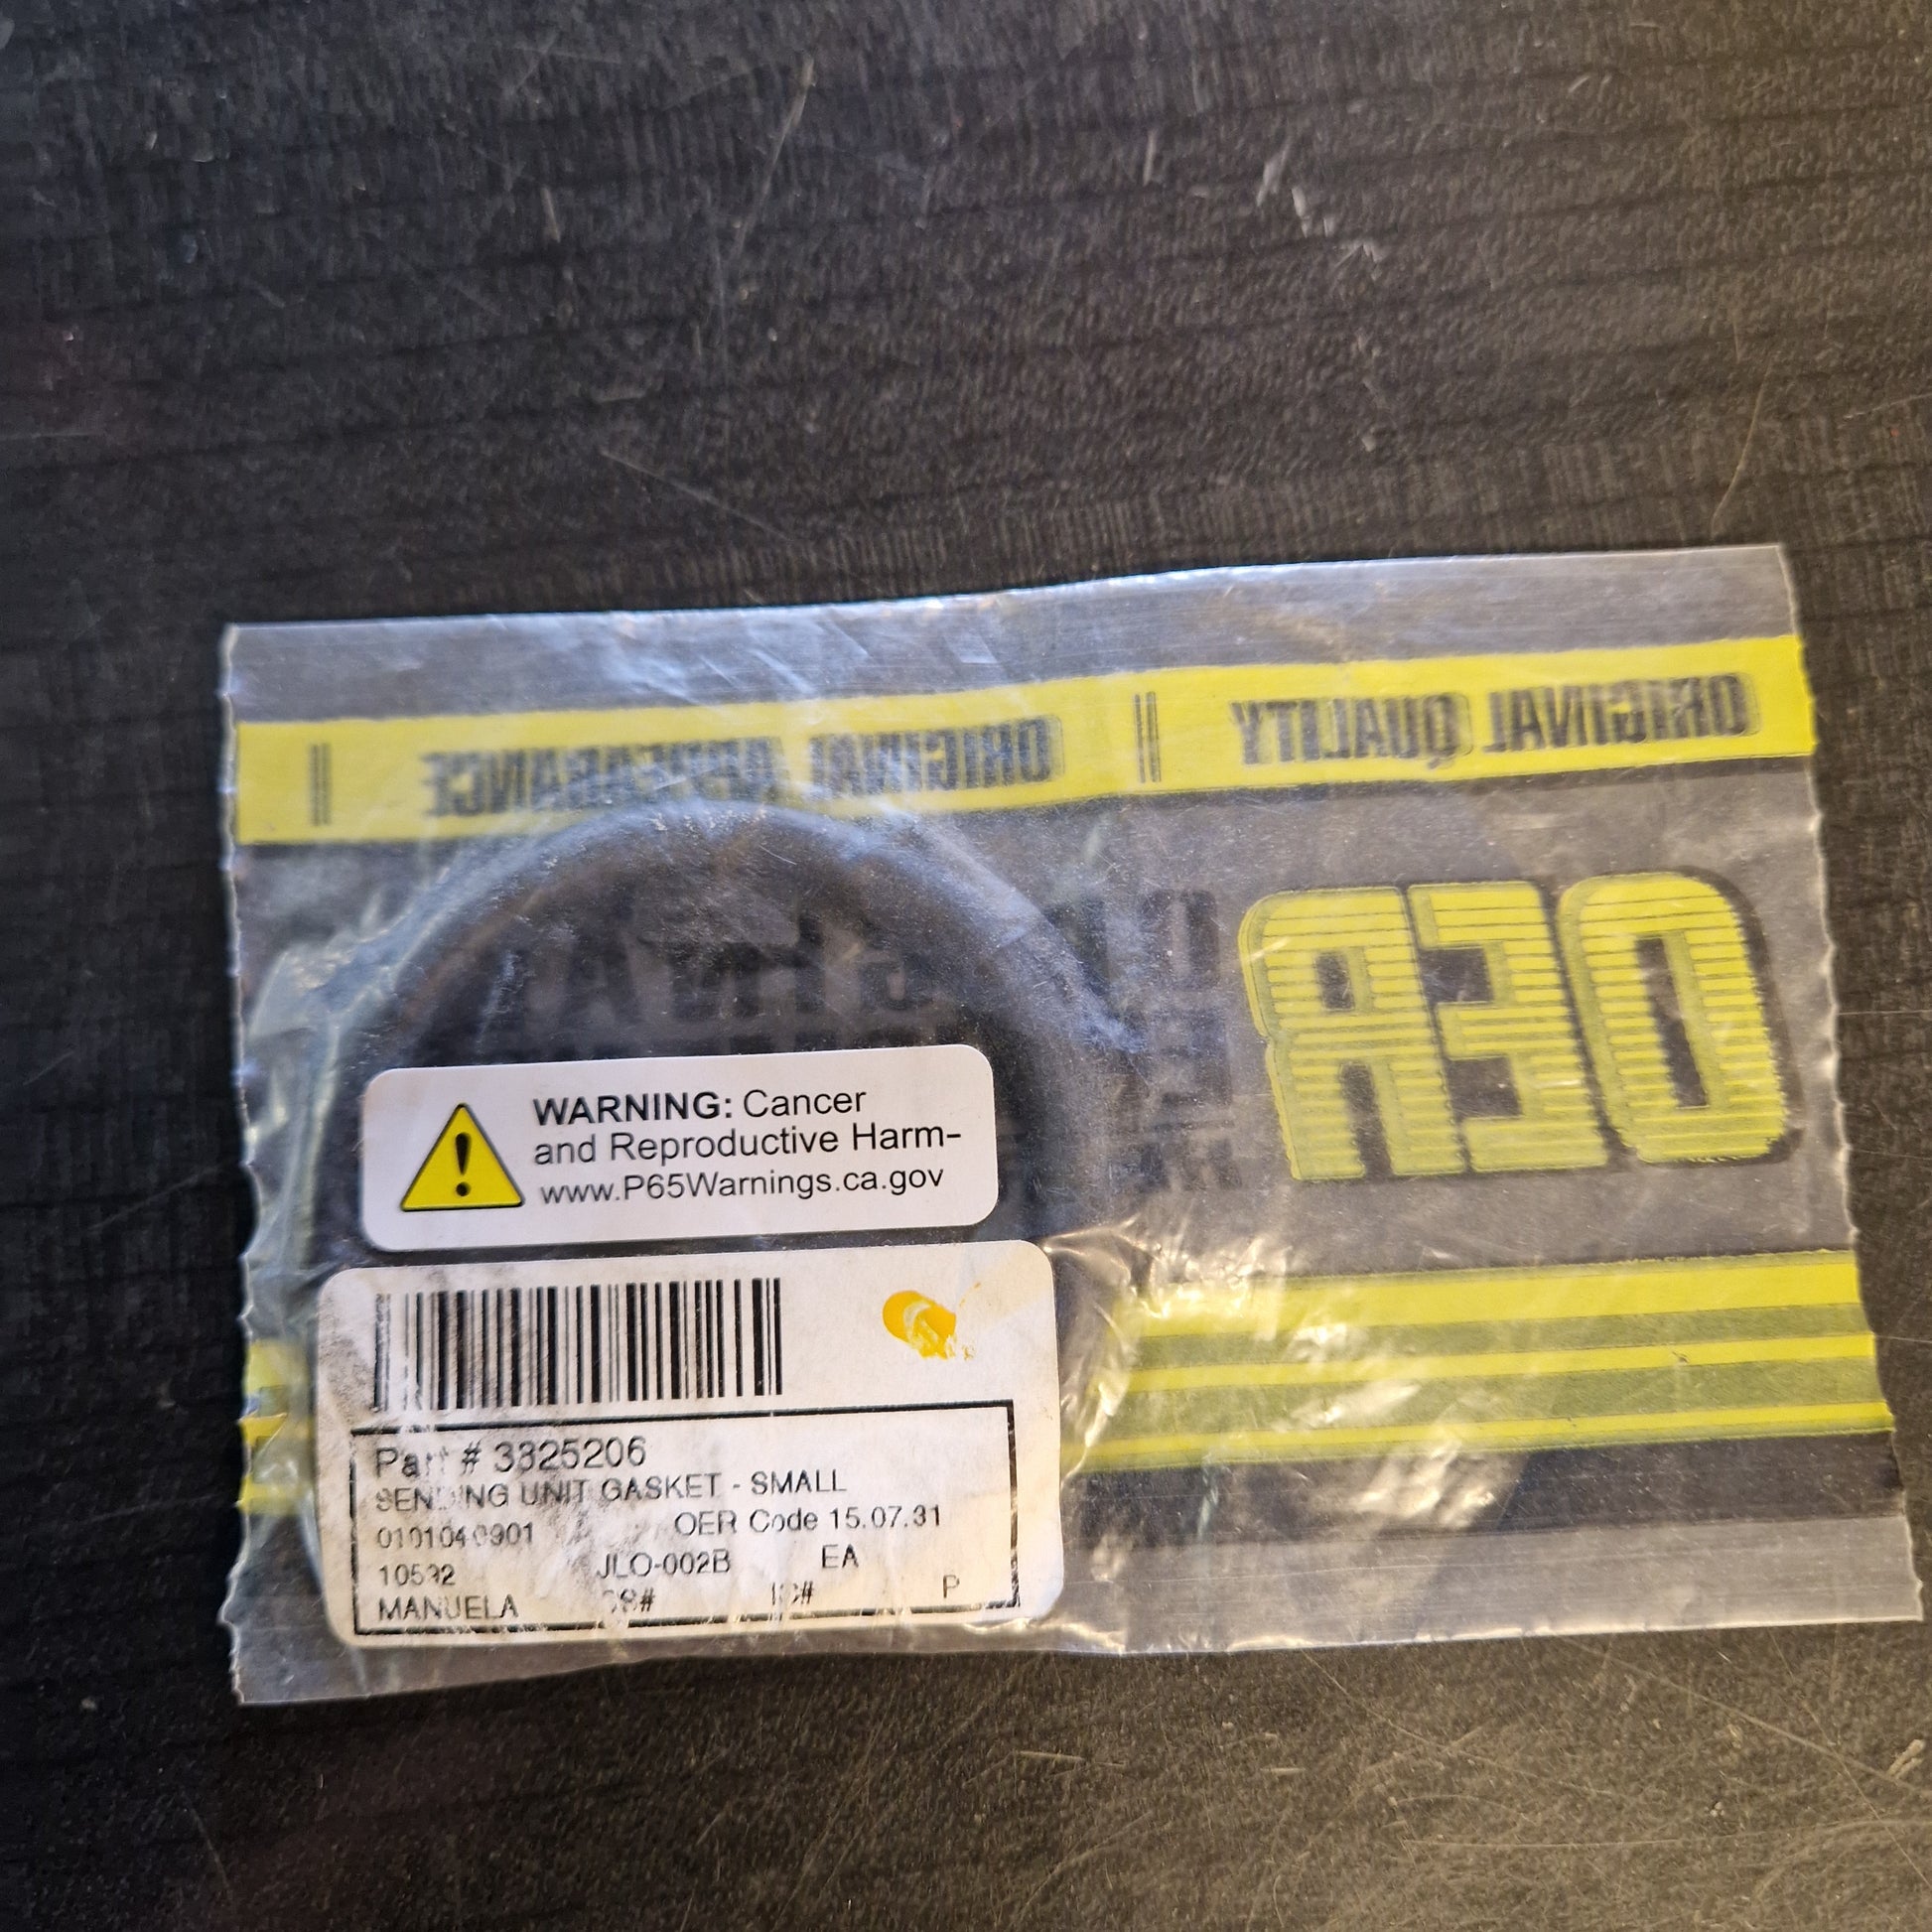 ORIGINAL QUALITY || ORIGINAL APPEARANCE
OER
WARNING: Cancer
and Reproductive Harm-
www.P65Warnings.ca.gov
Part # 3825206
SENDING UNIT GASKET - SMALL
OER Code 15.07.31
JLO-002B EA
MANUELA P